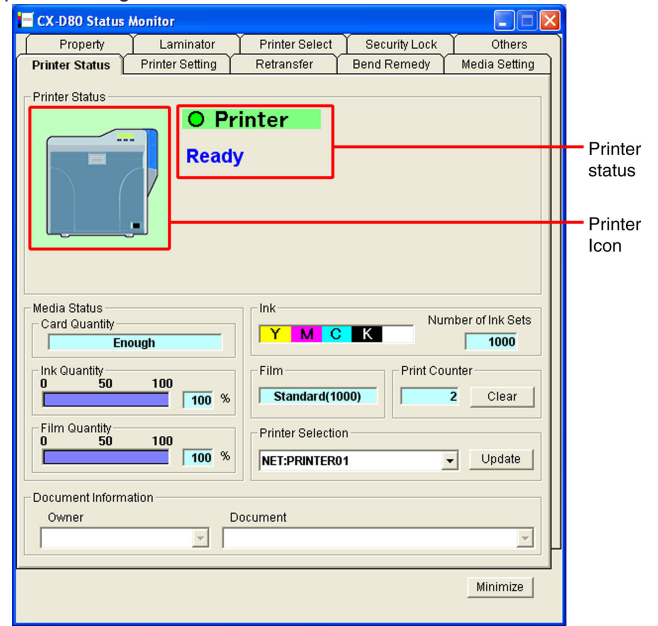 CX-D80 Status Monitor
Property Laminator Printer Select Security Lock Others
Printer Status Printer Setting Retransfer Bend Remedy Media Setting
Printer Status
Printer
Ready
Printer
status
Printer
Icon
Media Status
Card Quantity
Enough
Ink
Y M C K
Number of Ink Sets
1000
Ink Quantity
0 50 100
100 %
Film
Standard(1000)
Print Counter
2 Clear
Film Quantity
0 50 100
100 %
Printer Selection
NET:PRINTER01 Update
Document Information
Owner Document
Minimize